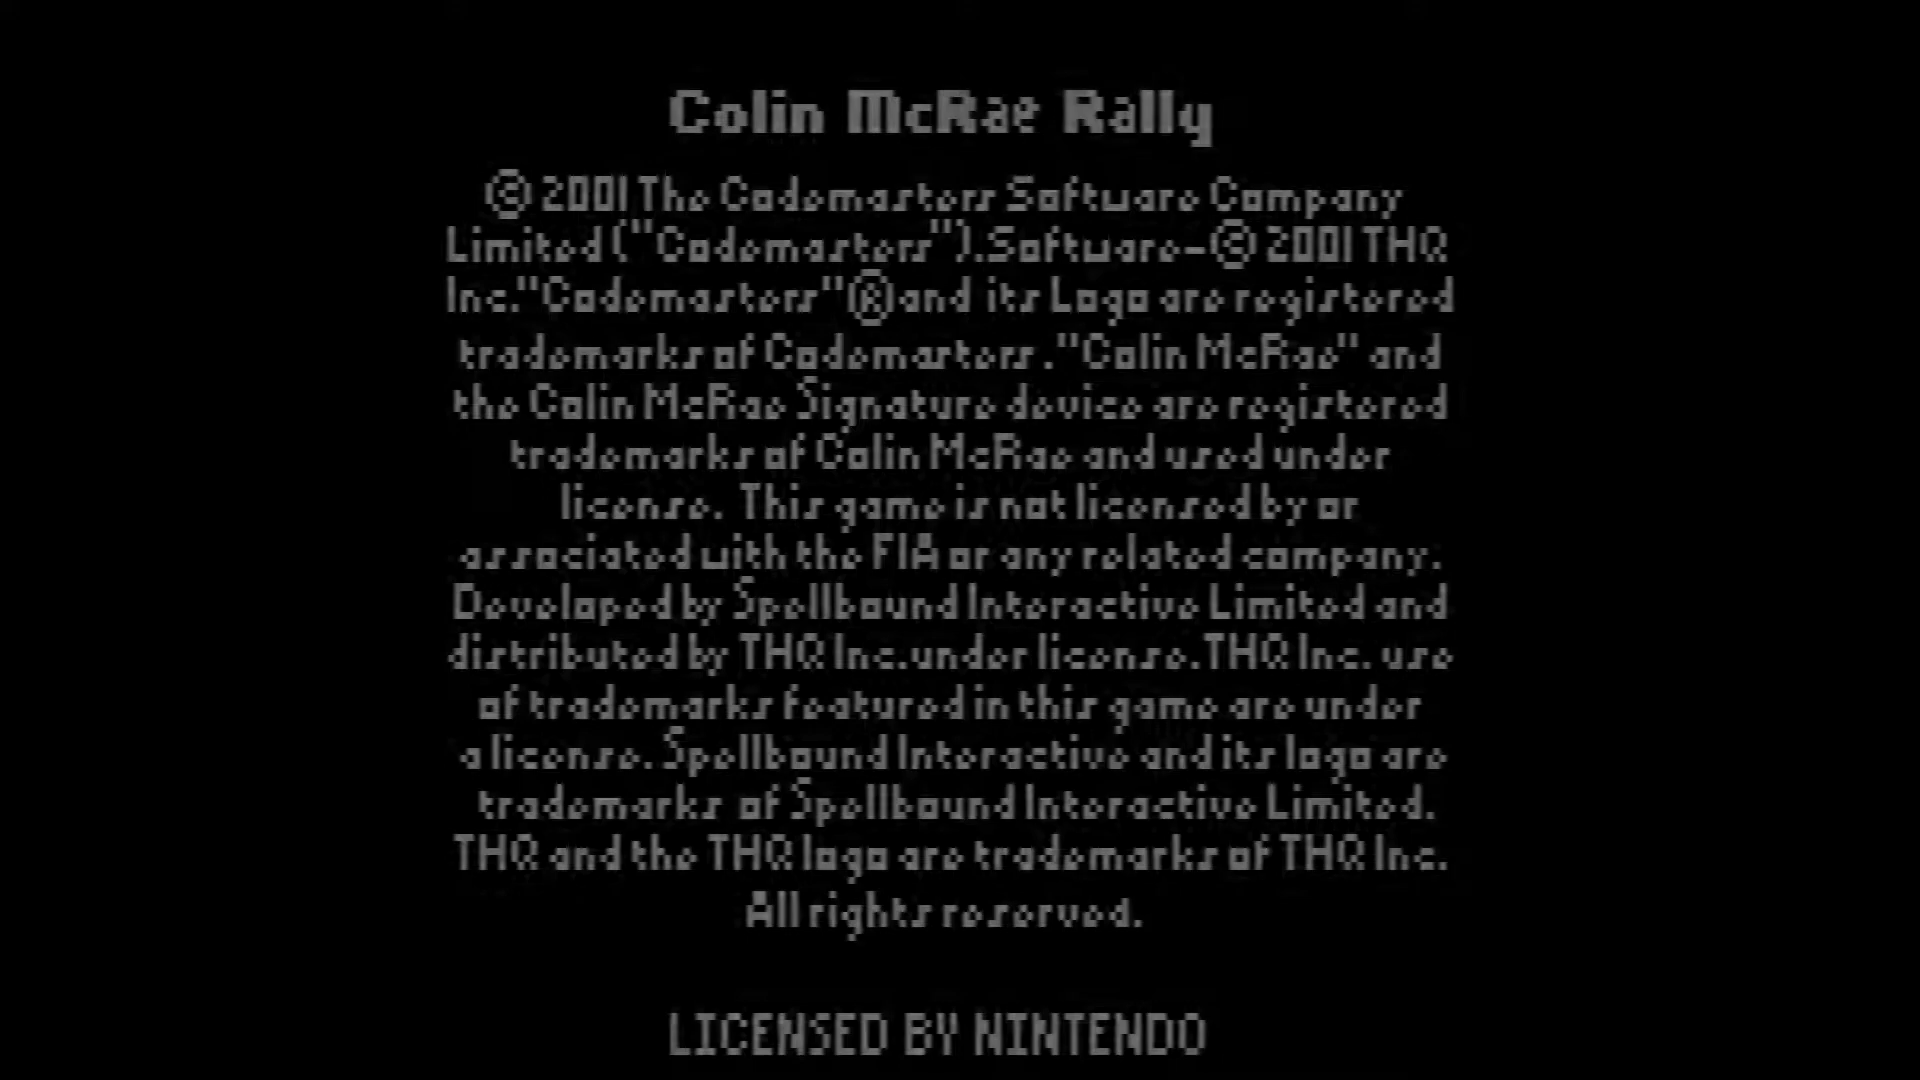 Colin McRae Rally
© 2001 The Codemasters Software Company
Limited ("Codemasters").Software-© 2001 THQ
Inc."Codemasters"® and its Logo are registered
trademarks of Codemasters ."Colin McRae" and
the Colin McRae Signature device are registered
trademarks of Colin McRae and used under
license. This game is not licensed by or
associated with the FIA or any related company.
Developed by Spellbound Interactive Limited and
distributed by THQ Inc.under license.THQ Inc. use
of trademarks featured in this game are under
a license. Spellbound Interactive and its logo are
trademarks of Spellbound Interactive Limited.
THQ and the THQ logo are trademarks of THQ Inc.
All rights reserved.
LICENSED BY NINTENDO